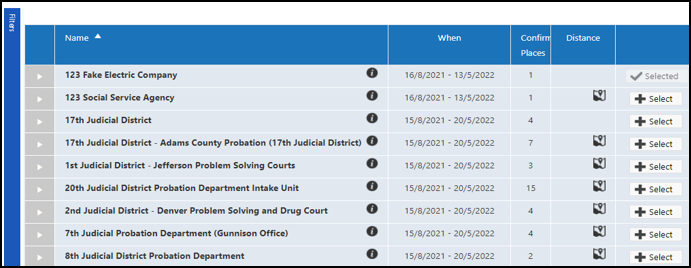 Filters
Name When Confirm Distance
Places
123 Fake Electric Company 16/8/2021 - 13/5/2022 1 Selected
123 Social Service Agency 16/8/2021 - 13/5/2022 1 Select
17th Judicial District 15/8/2021 - 20/5/2022 4 Select
17th Judicial District - Adams County Probation (17th Judicial District) 15/8/2021 - 20/5/2022 7 Select
1st Judicial District - Jefferson Problem Solving Courts 15/8/2021 - 20/5/2022 3 Select
20th Judicial District Probation Department Intake Unit 15/8/2021 - 20/5/2022 15 Select
2nd Judicial District - Denver Problem Solving and Drug Court 15/8/2021 - 20/5/2022 4 Select
7th Judicial Probation Department (Gunnison Office) 15/8/2021 - 20/5/2022 4 Select
8th Judicial District Probation Department 15/8/2021 - 20/5/2022 2 Select